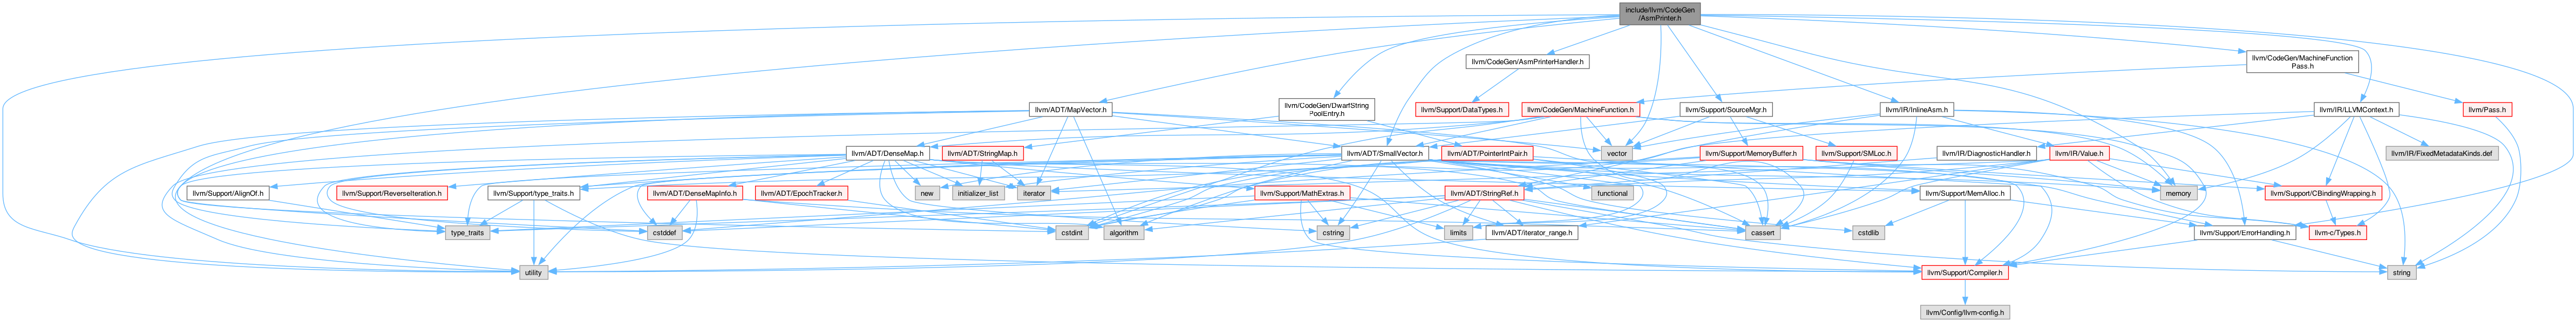 include/llvm/CodeGen
/AsmPrinter.h
llvm/CodeGen/AsmPrinterHandler.h
llvm/CodeGen/MachineFunction
Pass.h
llvm/ADT/MapVector.h
llvm/CodeGen/DwarfString
PoolEntry.h
llvm/Support/DataTypes.h
llvm/CodeGen/MachineFunction.h
llvm/Support/SourceMgr.h
llvm/IR/InlineAsm.h
llvm/IR/LLVMContext.h
llvm/Pass.h
llvm/ADT/DenseMap.h
llvm/ADT/StringMap.h
llvm/ADT/SmallVector.h
llvm/ADT/PointerIntPair.h
vector
llvm/Support/MemoryBuffer.h
llvm/Support/SMLoc.h
llvm/IR/DiagnosticHandler.h
llvm/IR/Value.h
llvm/IR/FixedMetadataKinds.def
llvm/Support/AlignOf.h
llvm/Support/ReverseIteration.h
llvm/Support/type_traits.h
llvm/ADT/DenseMapInfo.h
llvm/ADT/EpochTracker.h
new
initializer_list
iterator
llvm/Support/MathExtras.h
llvm/ADT/StringRef.h
functional
llvm/Support/MemAlloc.h
memory
llvm/Support/CBindingWrapping.h
type_traits
cstddef
cstdint
algorithm
cstring
limits
llvm/ADT/iterator_range.h
cstdlib
cassert
llvm/Support/ErrorHandling.h
llvm-c/Types.h
utility
llvm/Support/Compiler.h
string
llvm/Config/llvm-config.h